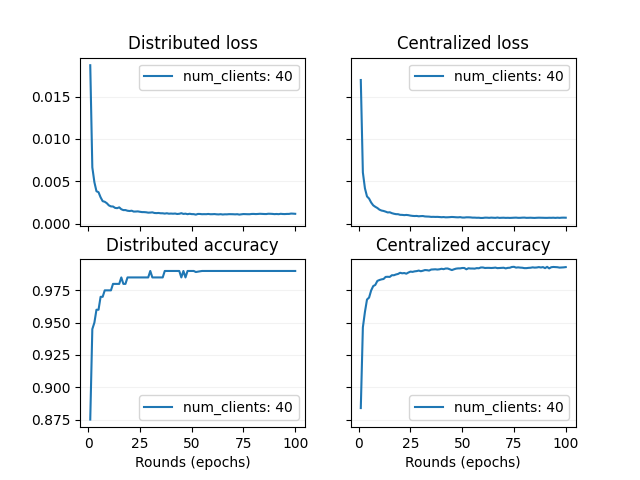 Distributed loss
Centralized loss
num_clients: 40
num_clients: 40
0.015
0.010
0.005
0.000
Distributed accuracy
Centralized accuracy
0.975
0.950
0.925
0.900
0.875
num_clients: 40
num_clients: 40
0 25 50 75 100
0 25 50 75 100
Rounds (epochs)
Rounds (epochs)